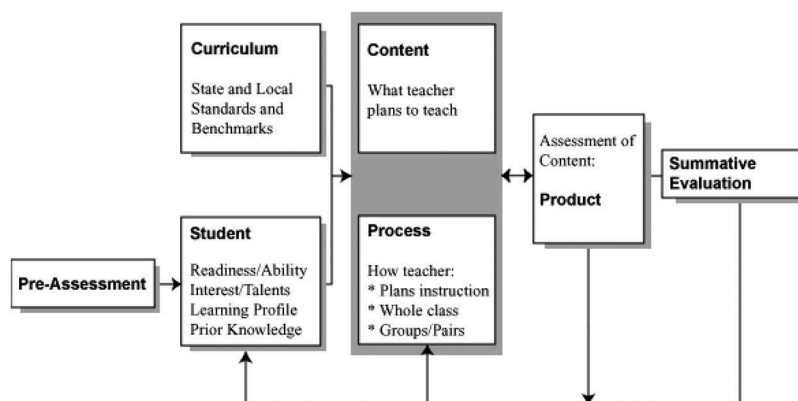 Curriculum
State and Local
Standards and
Benchmarks
Content
What teacher
plans to teach
Assessment of
Content:
Product
Summative
Evaluation
Pre-Assessment
Student
Readiness/Ability
Interest/Talents
Learning Profile
Prior Knowledge
Process
How teacher:
* Plans instruction
* Whole class
* Groups/Pairs